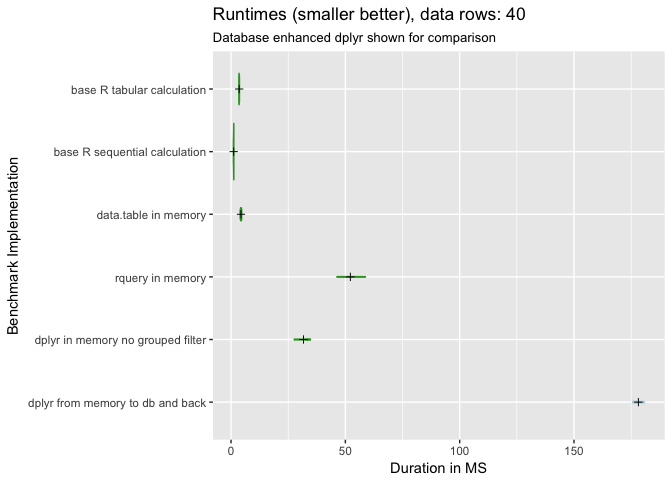 Runtimes (smaller better), data rows: 40
Database enhanced dplyr shown for comparison
Benchmark Implementation
base R tabular calculation
base R sequential calculation
data.table in memory
rquery in memory
dplyr in memory no grouped filter
dplyr from memory to db and back
0 50 100 150
Duration in MS